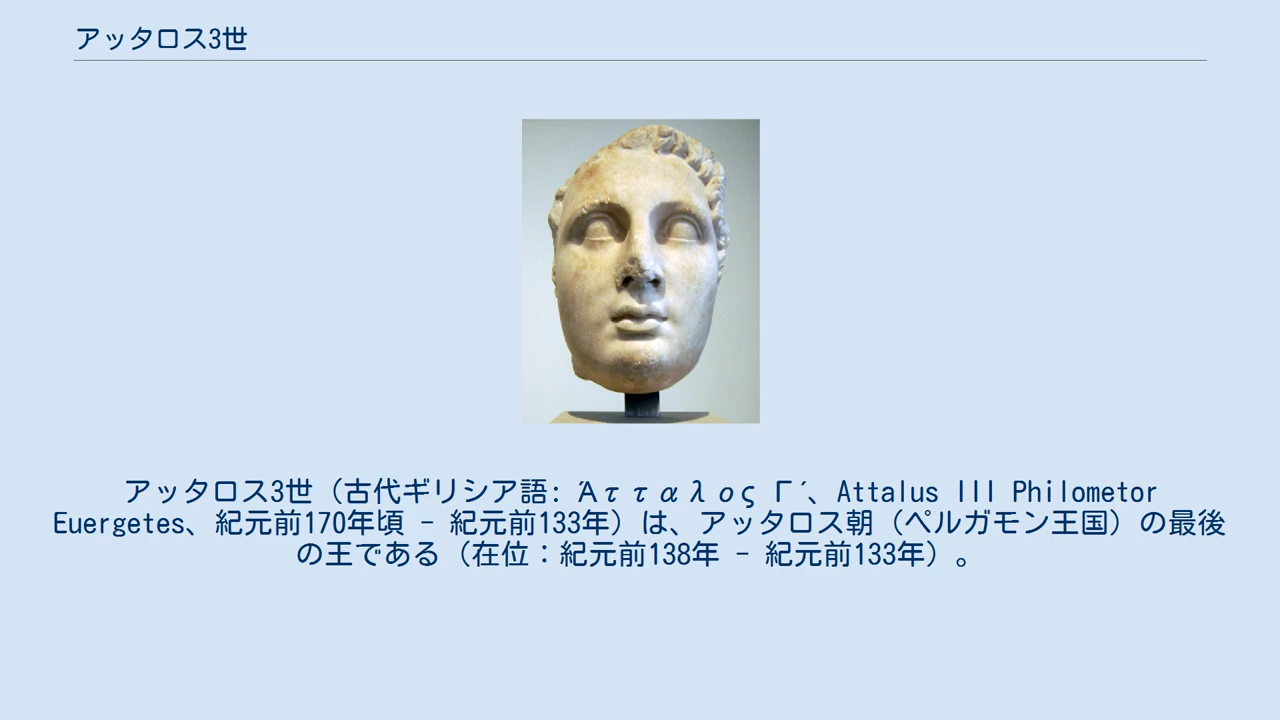 アッタロス3世
アッタロス3世（古代ギリシア語: Ἄτταλος Γ΄、Attalus III Philometor
Euergetes、紀元前170年頃 - 紀元前133年）は、アッタロス朝（ペルガモン王国）の最後
の王である（在位：紀元前138年 - 紀元前133年）。